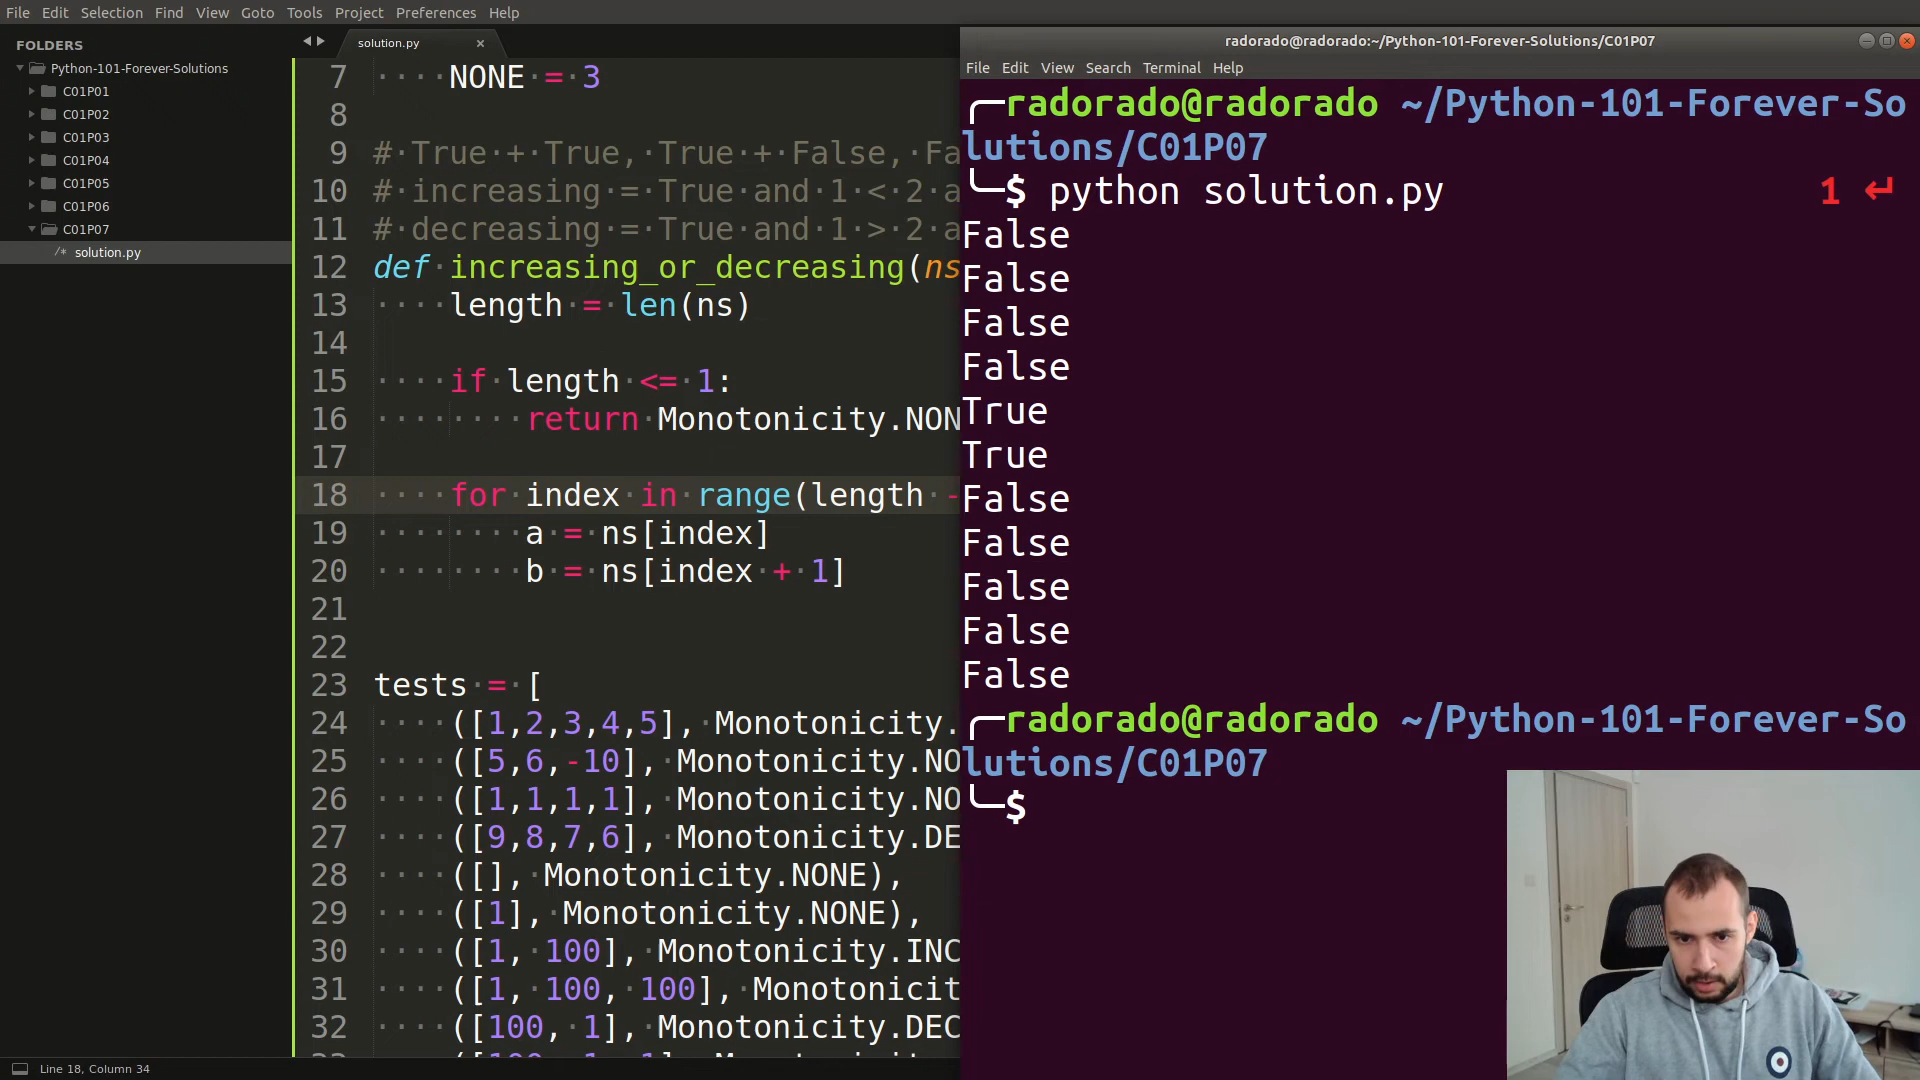 File Edit Selection Find View Goto Tools Project Preferences Help
FOLDERS
Python-101-Forever-Solutions
C01P01
C01P02
C01P03
C01P04
C01P05
C01P06
C01P07
/* solution.py
solution.py ×
7 ····NONE·=·3
8
9 #·True·+·True,·True·+·False,·Fa
10 #·increasing·=·True·and·1·<·2·a
11 #·decreasing·=·True·and·1·>·2·a
12 def·increasing_or_decreasing(ns
13 ····length·=·len(ns)
14
15 ····if·length·<=·1:
16 ········return·Monotonicity.NON
17
18 ····for·index·in·range(length·-
19 ········a·=·ns[index]
20 ········b·=·ns[index·+·1]
21
22
23 tests·=·[
24 ····([1,2,3,4,5],·Monotonicity.
25 ····([5,6,-10],·Monotonicity.NO
26 ····([1,1,1,1],·Monotonicity.NO
27 ····([9,8,7,6],·Monotonicity.DE
28 ····([],·Monotonicity.NONE),
29 ····([1],·Monotonicity.NONE),
30 ····([1,·100],·Monotonicity.INC
31 ····([1,·100,·100],·Monotonicit
32 ····([100,·1],·Monotonicity.DEC
Line 18, Column 34
radorado@radorado:~/Python-101-Forever-Solutions/C01P07
File Edit View Search Terminal Help
╭─radorado@radorado ~/Python-101-Forever-So
lutions/C01P07
╰─$ python solution.py 1 ↵
False
False
False
False
True
True
False
False
False
False
False
╭─radorado@radorado ~/Python-101-Forever-So
lutions/C01P07
╰─$